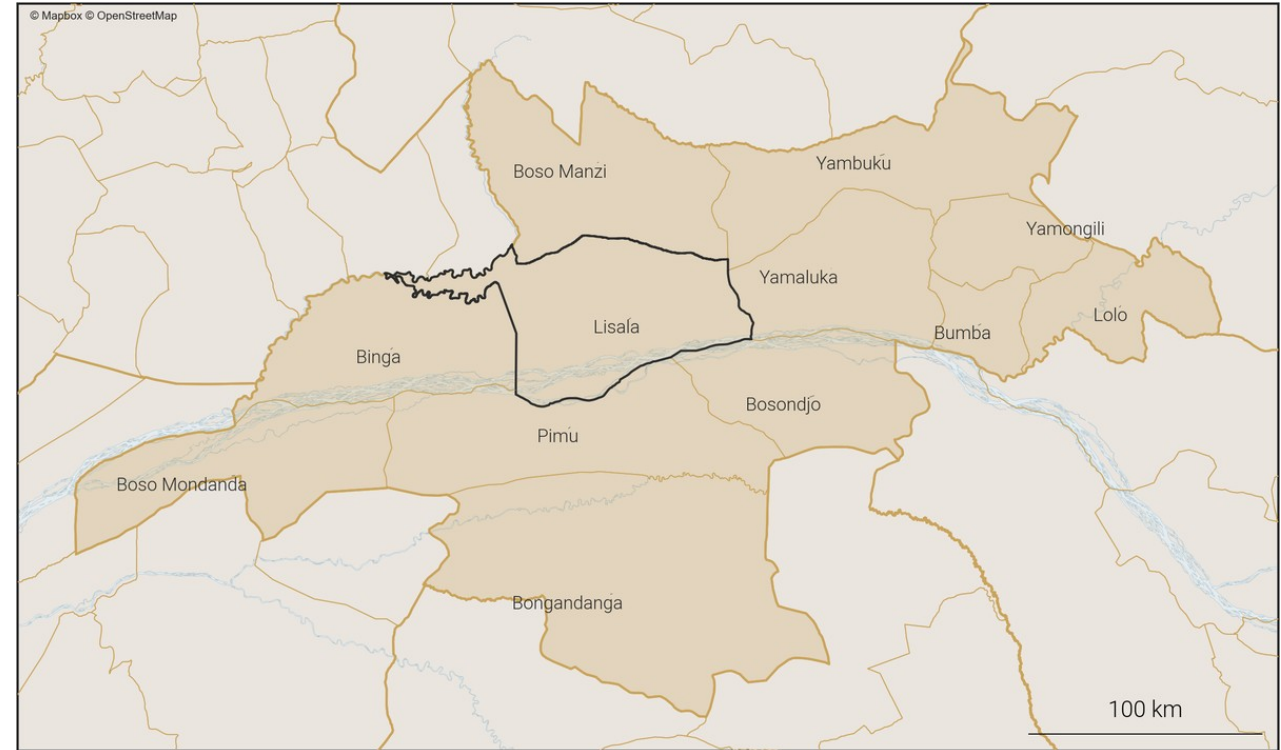 © Mapbox © OpenStreetMap
Yambuku
Boso Manzi
Yamongili
Yamaluka
Lolo
Lisala
Bumba
Binga
Bosondjo
Pimu
Boso Mondanda
Bongandanga
100 km